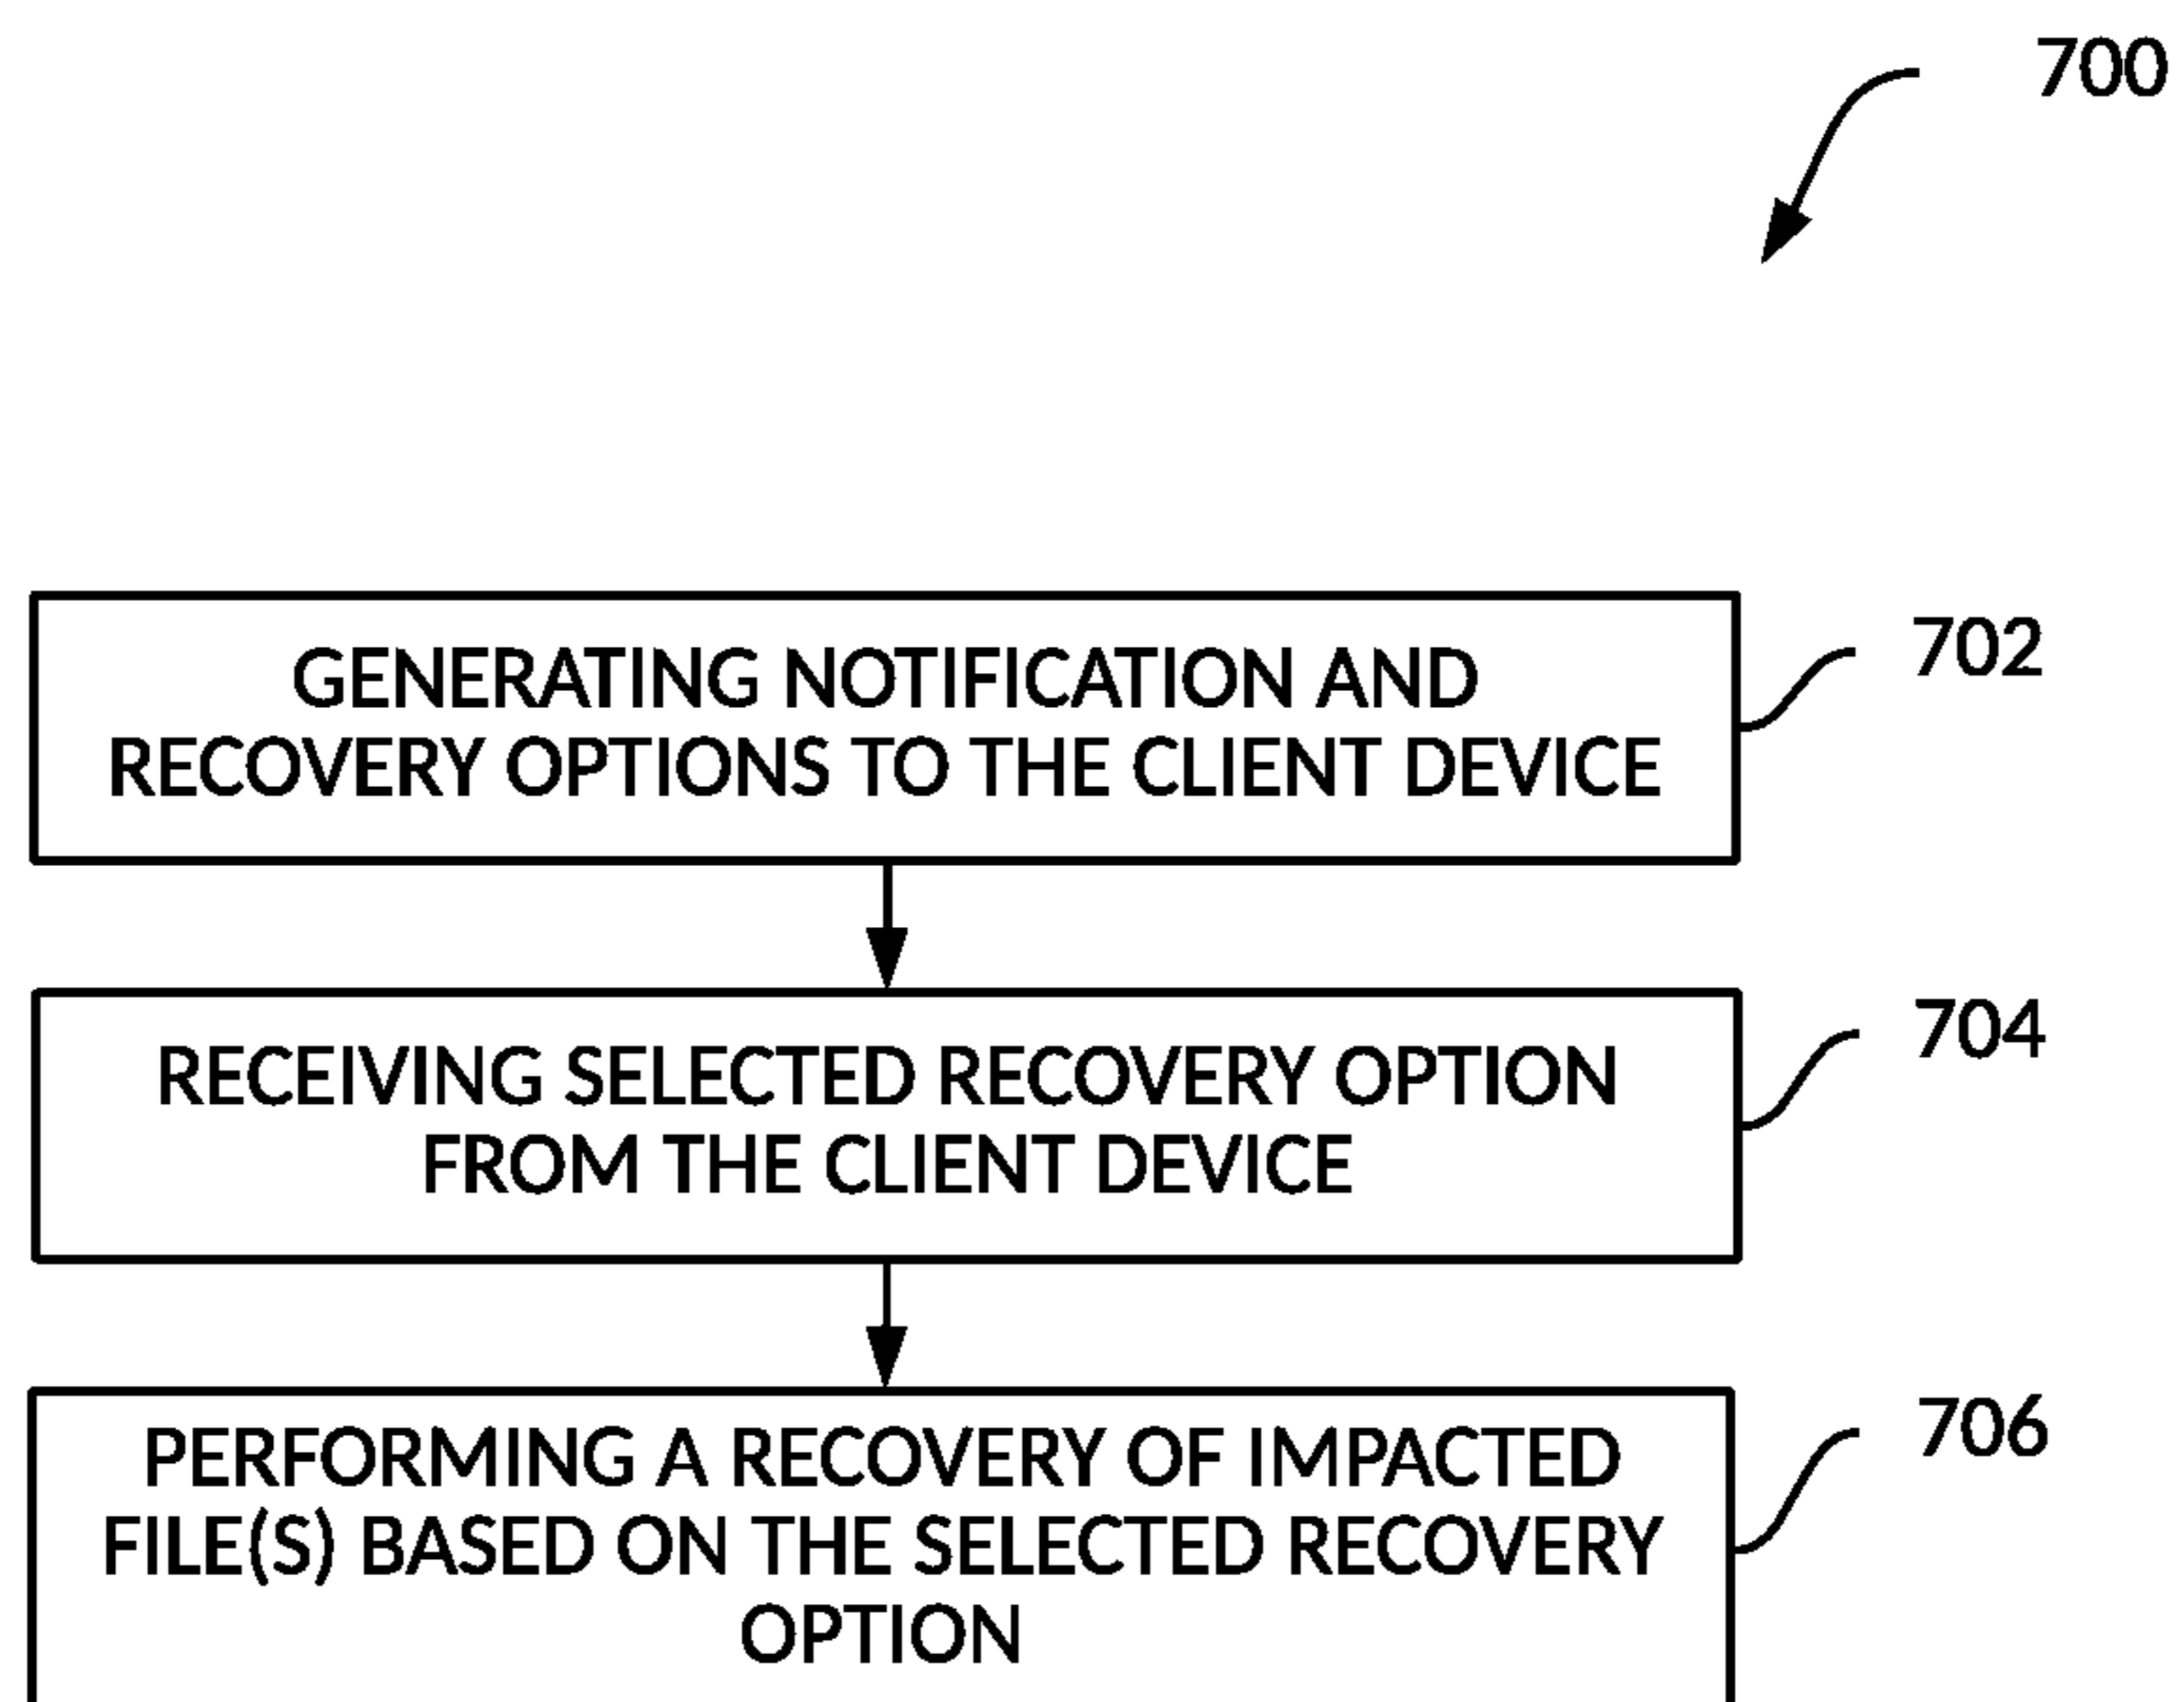 700
GENERATING NOTIFICATION AND
RECOVERY OPTIONS TO THE CLIENT DEVICE
702
RECEIVING SELECTED RECOVERY OPTION
FROM THE CLIENT DEVICE
704
PERFORMING A RECOVERY OF IMPACTED
FILE(S) BASED ON THE SELECTED RECOVERY
OPTION
706